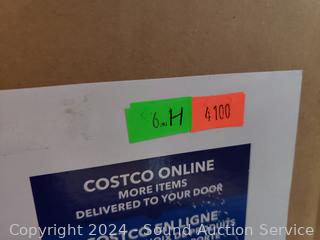 6. H 4100
COSTCO ONLINE
MORE ITEMS
DELIVERED TO YOUR DOOR
COSTCO EN LIGNE
Copyright 2024 - Sound Auction Service